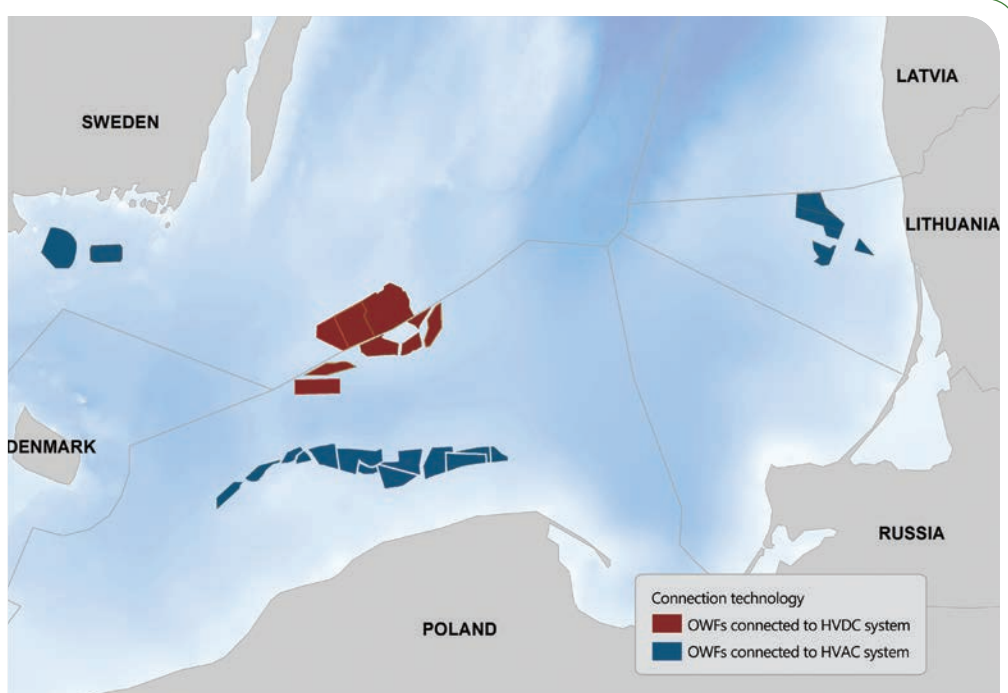 LATVIA
SWEDEN
LITHUANIA
DENMARK
RUSSIA
POLAND
Connection technology
OWFs connected to HVDC system
OWFs connected to HVAC system